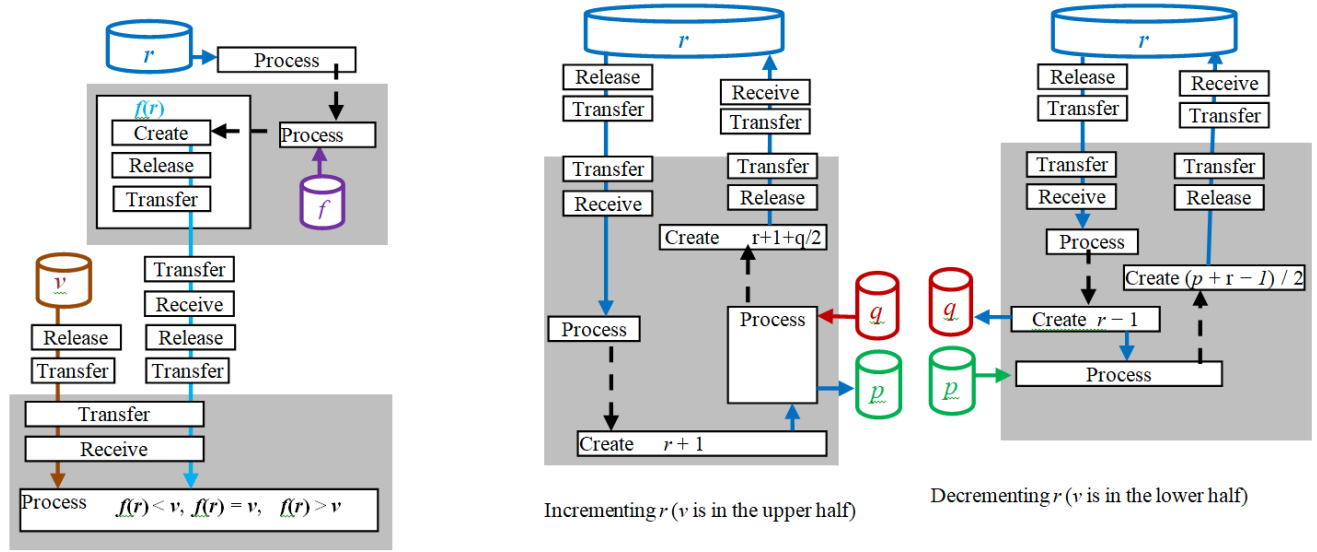 r
Process
f(r)
Create
Process
Release
Transfer
f
Transfer
v
Receive
Release
Release
Transfer
Transfer
Transfer
Receive
Process f(r) < v, f(r) = v, f(r) > v
r
Release
Receive
Transfer
Transfer
Transfer
Transfer
Receive
Release
Create r+1+q/2
Process
Process
q
p
Create r + 1
Incrementing r (v is in the upper half)
r
Release
Receive
Transfer
Transfer
Transfer
Transfer
Receive
Release
Process
Create (p + r − 1) / 2
q
Create r − 1
p
Process
Decrementing r (v is in the lower half)